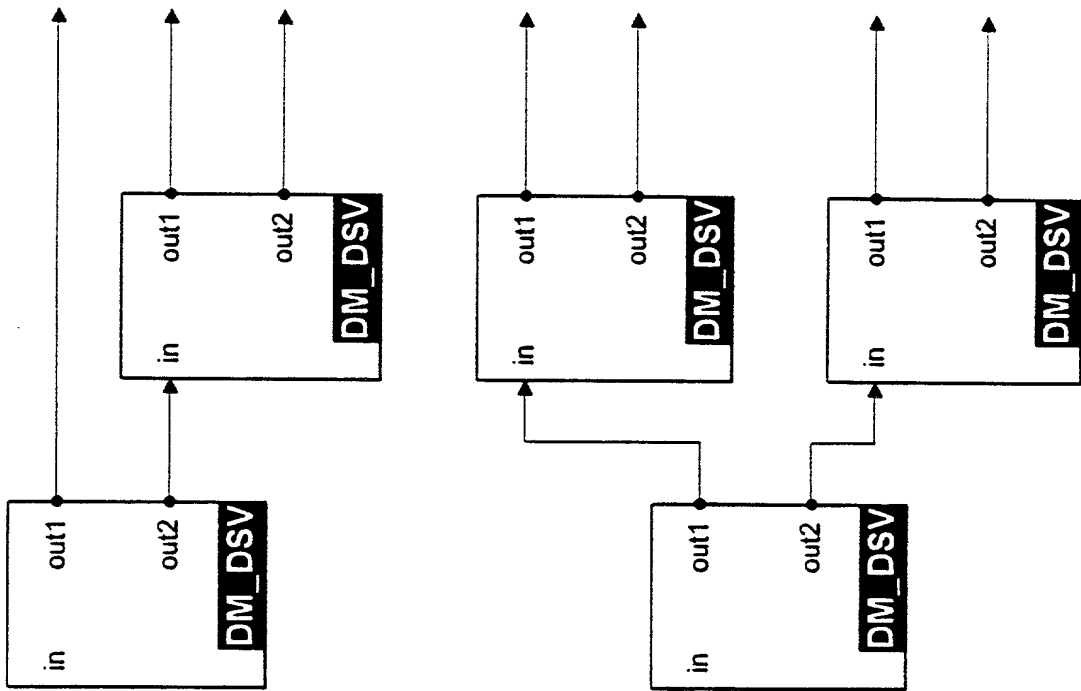 in
out1
out2
DM_DSV
in
out1
out2
DM_DSV
in
out1
out2
DM_DSV
in
out1
out2
DM_DSV
in
out1
out2
DM_DSV